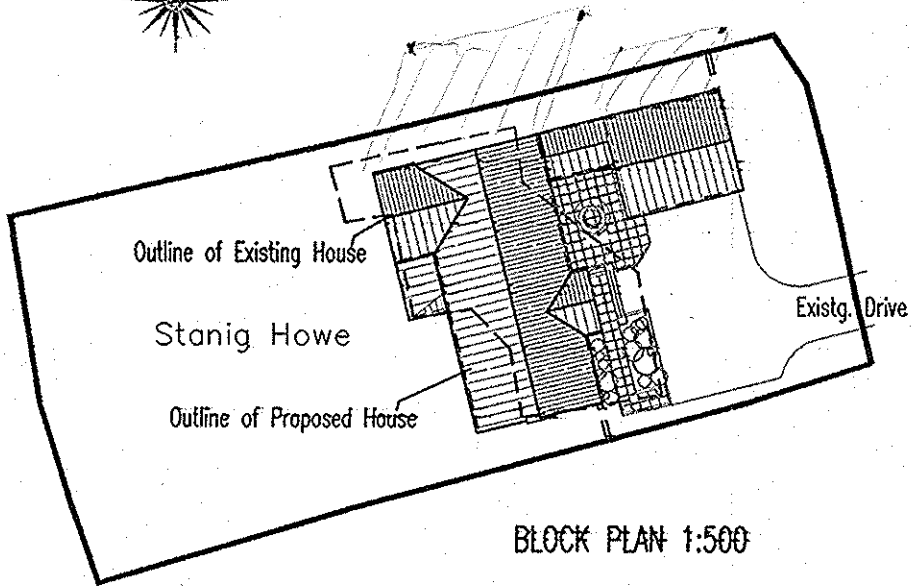 Outline of Existing House
Existg. Drive
Stanig Howe
Outline of Proposed House
BLOCK PLAN 1:500